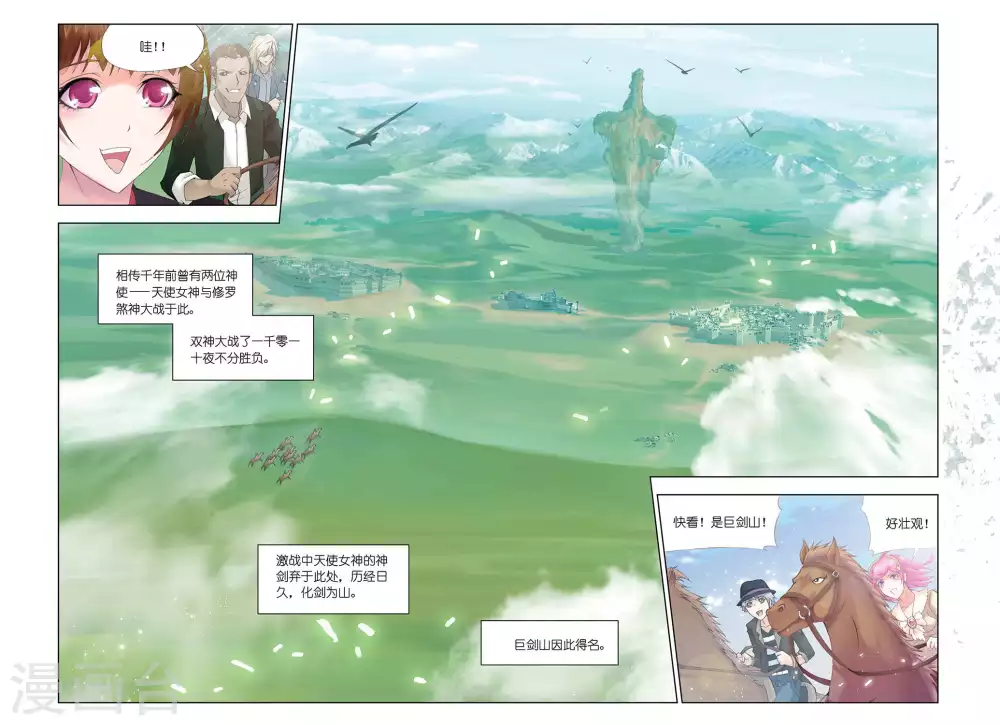 哇！！
相传千年前曾有两位神
使——天使女神与修罗
煞神大战于此。
双神大战了一千零一
十夜不分胜负。
激战中天使女神的神
剑弃于此处，历经日
久，化剑为山。
巨剑山因此得名。
快看！是巨剑山！
好壮观！
漫画台